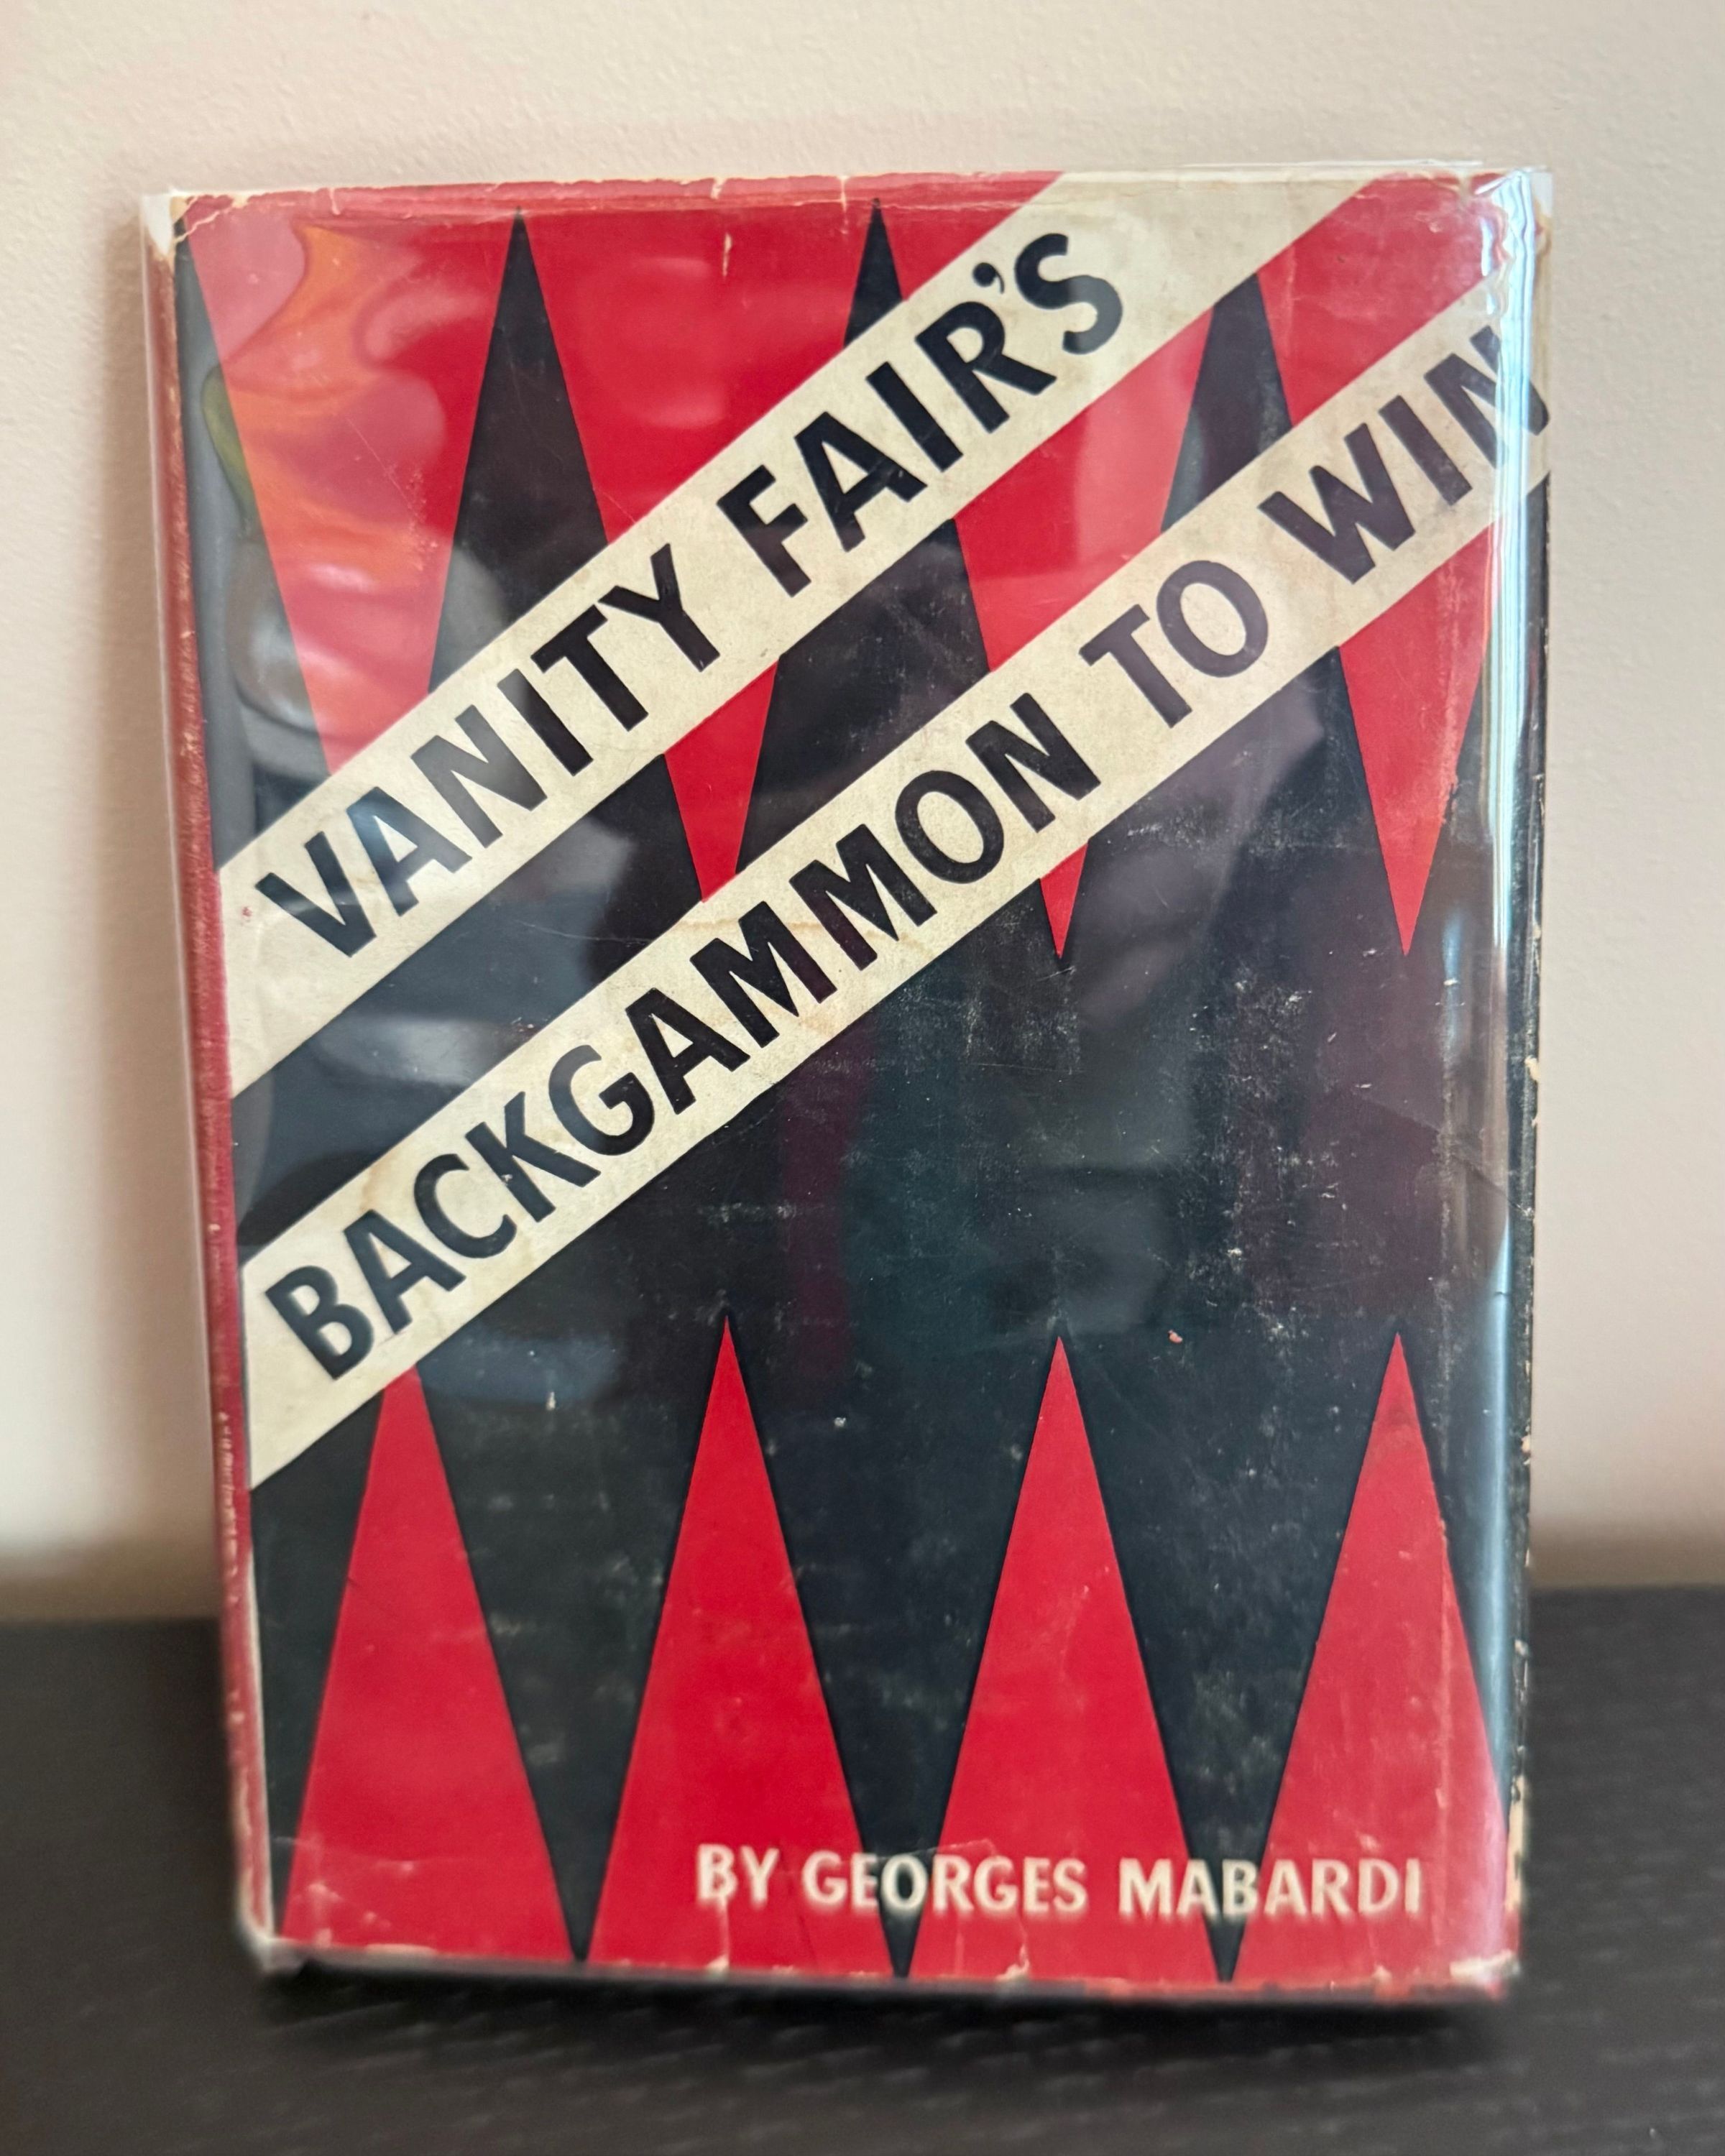 VANITY FAIR'S
BACKGAMMON TO WIN
BY GEORGES MABARDI